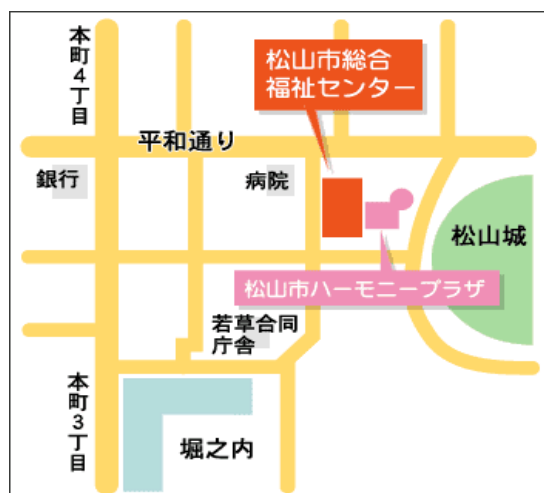 本町4丁目
松山市総合
福祉センター
平和通り
銀行
病院
松山城
松山市ハーモニープラザ
若草合同
庁舎
本町3丁目
堀之内